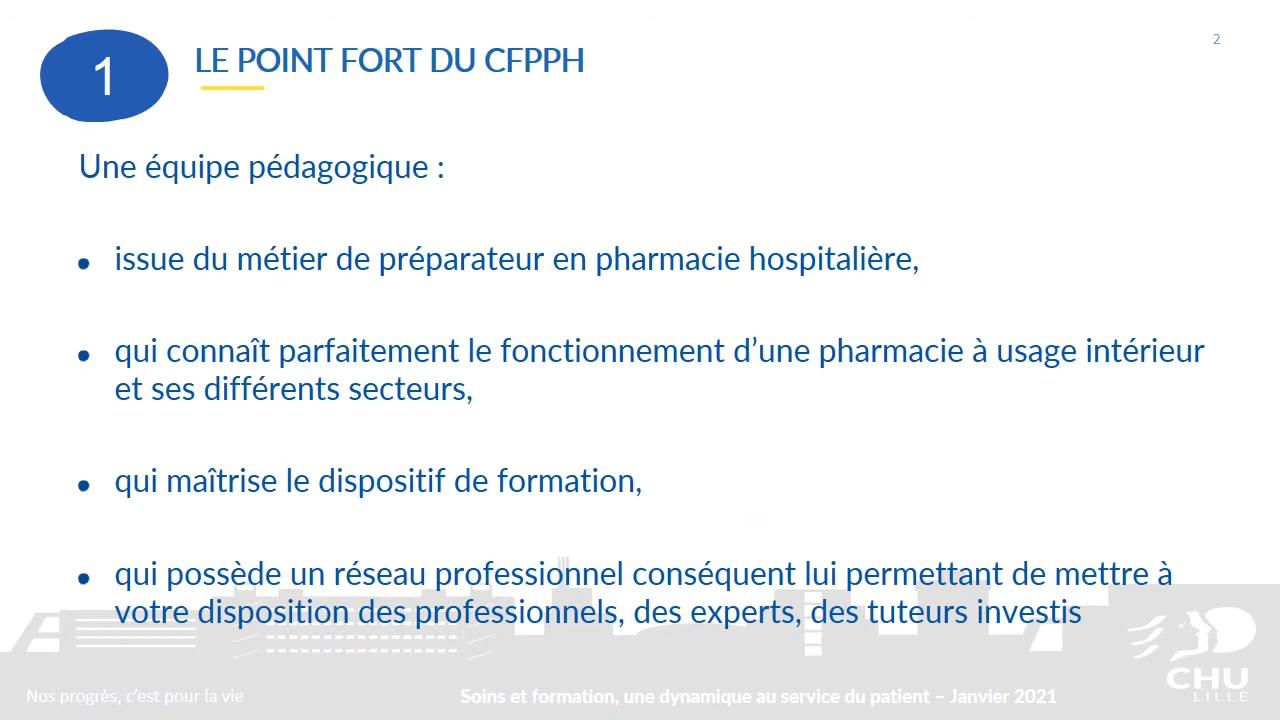 2
1
LE POINT FORT DU CFPPH
Une équipe pédagogique :
• issue du métier de préparateur en pharmacie hospitalière,
• qui connaît parfaitement le fonctionnement d’une pharmacie à usage intérieur
et ses différents secteurs,
• qui maîtrise le dispositif de formation,
• qui possède un réseau professionnel conséquent lui permettant de mettre à
votre disposition des professionnels, des experts, des tuteurs investis
Nos progrès, c’est pour la vie
Soins et formation, une dynamique au service du patient – Janvier 2021
CHU
LILLE